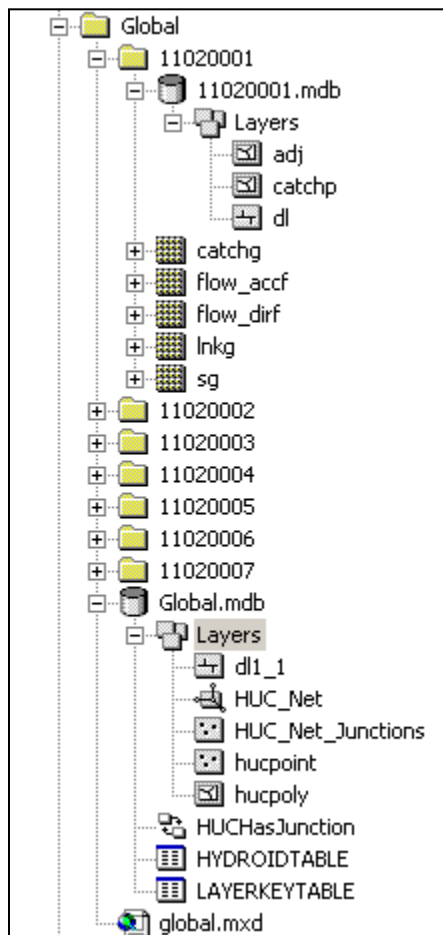 Global
11020001
11020001.mdb
Layers
adj
catchp
dl
catchg
flow_accf
flow_dirf
lnkg
sg
11020002
11020003
11020004
11020005
11020006
11020007
Global.mdb
Layers
dl1_1
HUC_Net
HUC_Net_Junctions
hucpoint
hucpoly
HUCHasJunction
HYDROIDTABLE
LAYERKEYTABLE
global.mxd